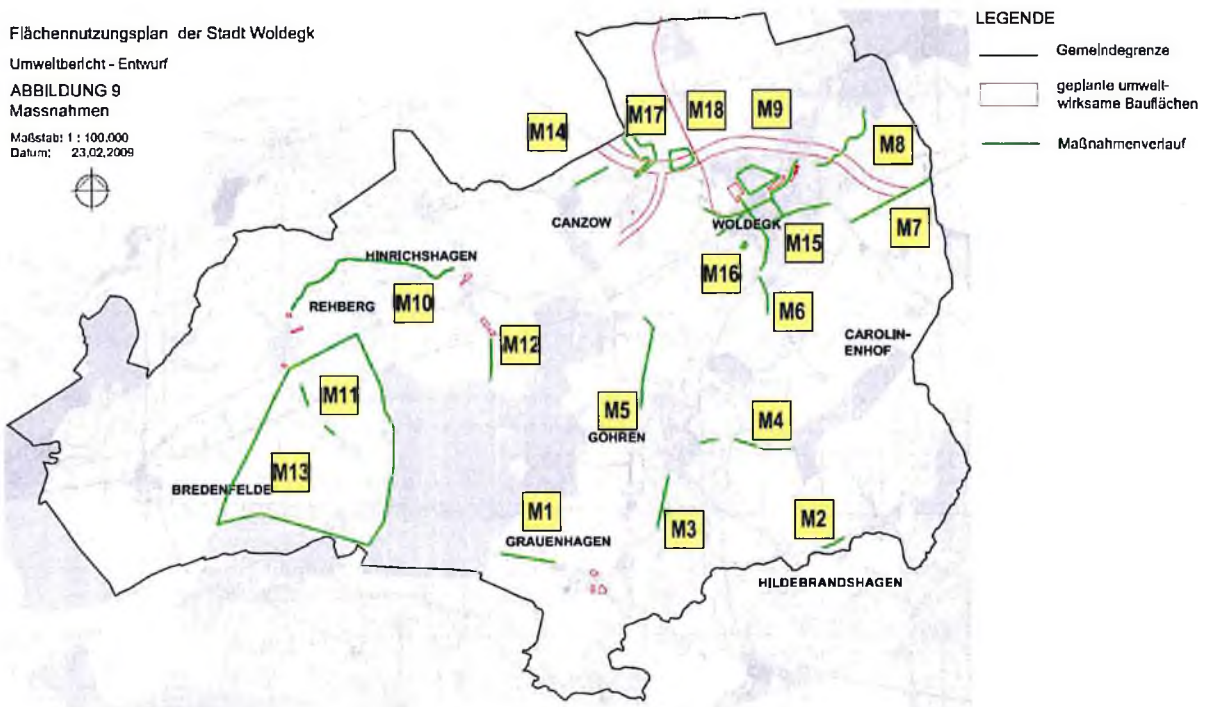 Flächennutzungsplan der Stadt Woldegk
Umweltbericht - Entwurf
ABBILDUNG 9
Massnahmen
Maßstab: 1 : 100.000
Datum: 23.02.2009
LEGENDE
Gemeindegrenze
geplante umwelt-
wirksame Bauflächen
Maßnahmenverlauf
M17
M18
M9
M14
M8
CANZOW
WOLDEGK
M7
M15
HINRICHSHAGEN
M16
REHBERG
M10
M6
M12
CAROLIN-
ENHOF
M11
M5
M4
GÖHREN
M13
BREDENFELDE
M1
M2
M3
GRAUENHAGEN
HILDEBRANDSHAGEN